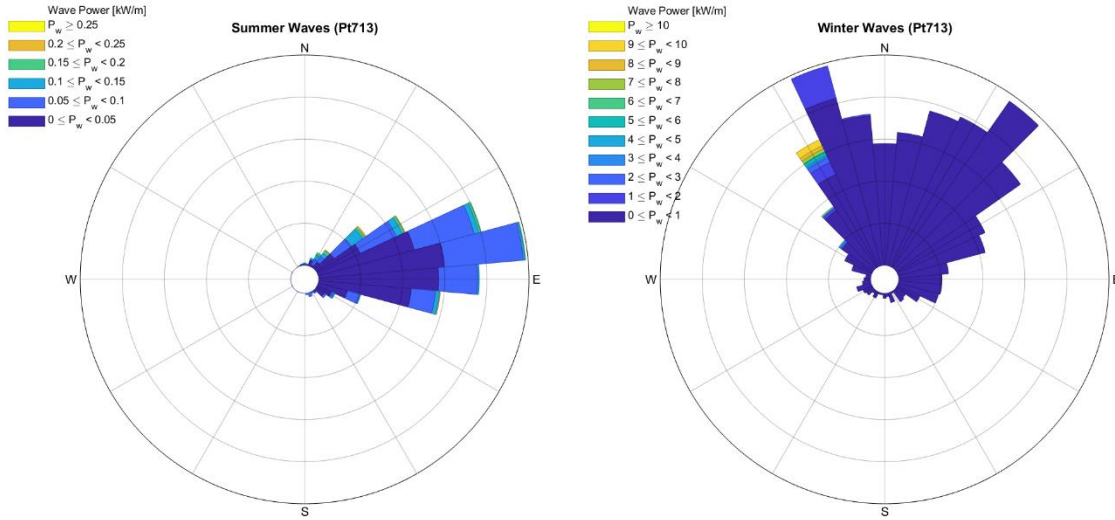 Wave Power [kW/m]
P_w ≥ 0.25
0.2 ≤ P_w < 0.25
0.15 ≤ P_w < 0.2
0.1 ≤ P_w < 0.15
0.05 ≤ P_w < 0.1
0 ≤ P_w < 0.05
Summer Waves (Pt713)
N
W
E
S
Wave Power [kW/m]
P_w ≥ 10
9 ≤ P_w < 10
8 ≤ P_w < 9
7 ≤ P_w < 8
6 ≤ P_w < 7
5 ≤ P_w < 6
4 ≤ P_w < 5
3 ≤ P_w < 4
2 ≤ P_w < 3
1 ≤ P_w < 2
0 ≤ P_w < 1
Winter Waves (Pt713)
N
W
E
S